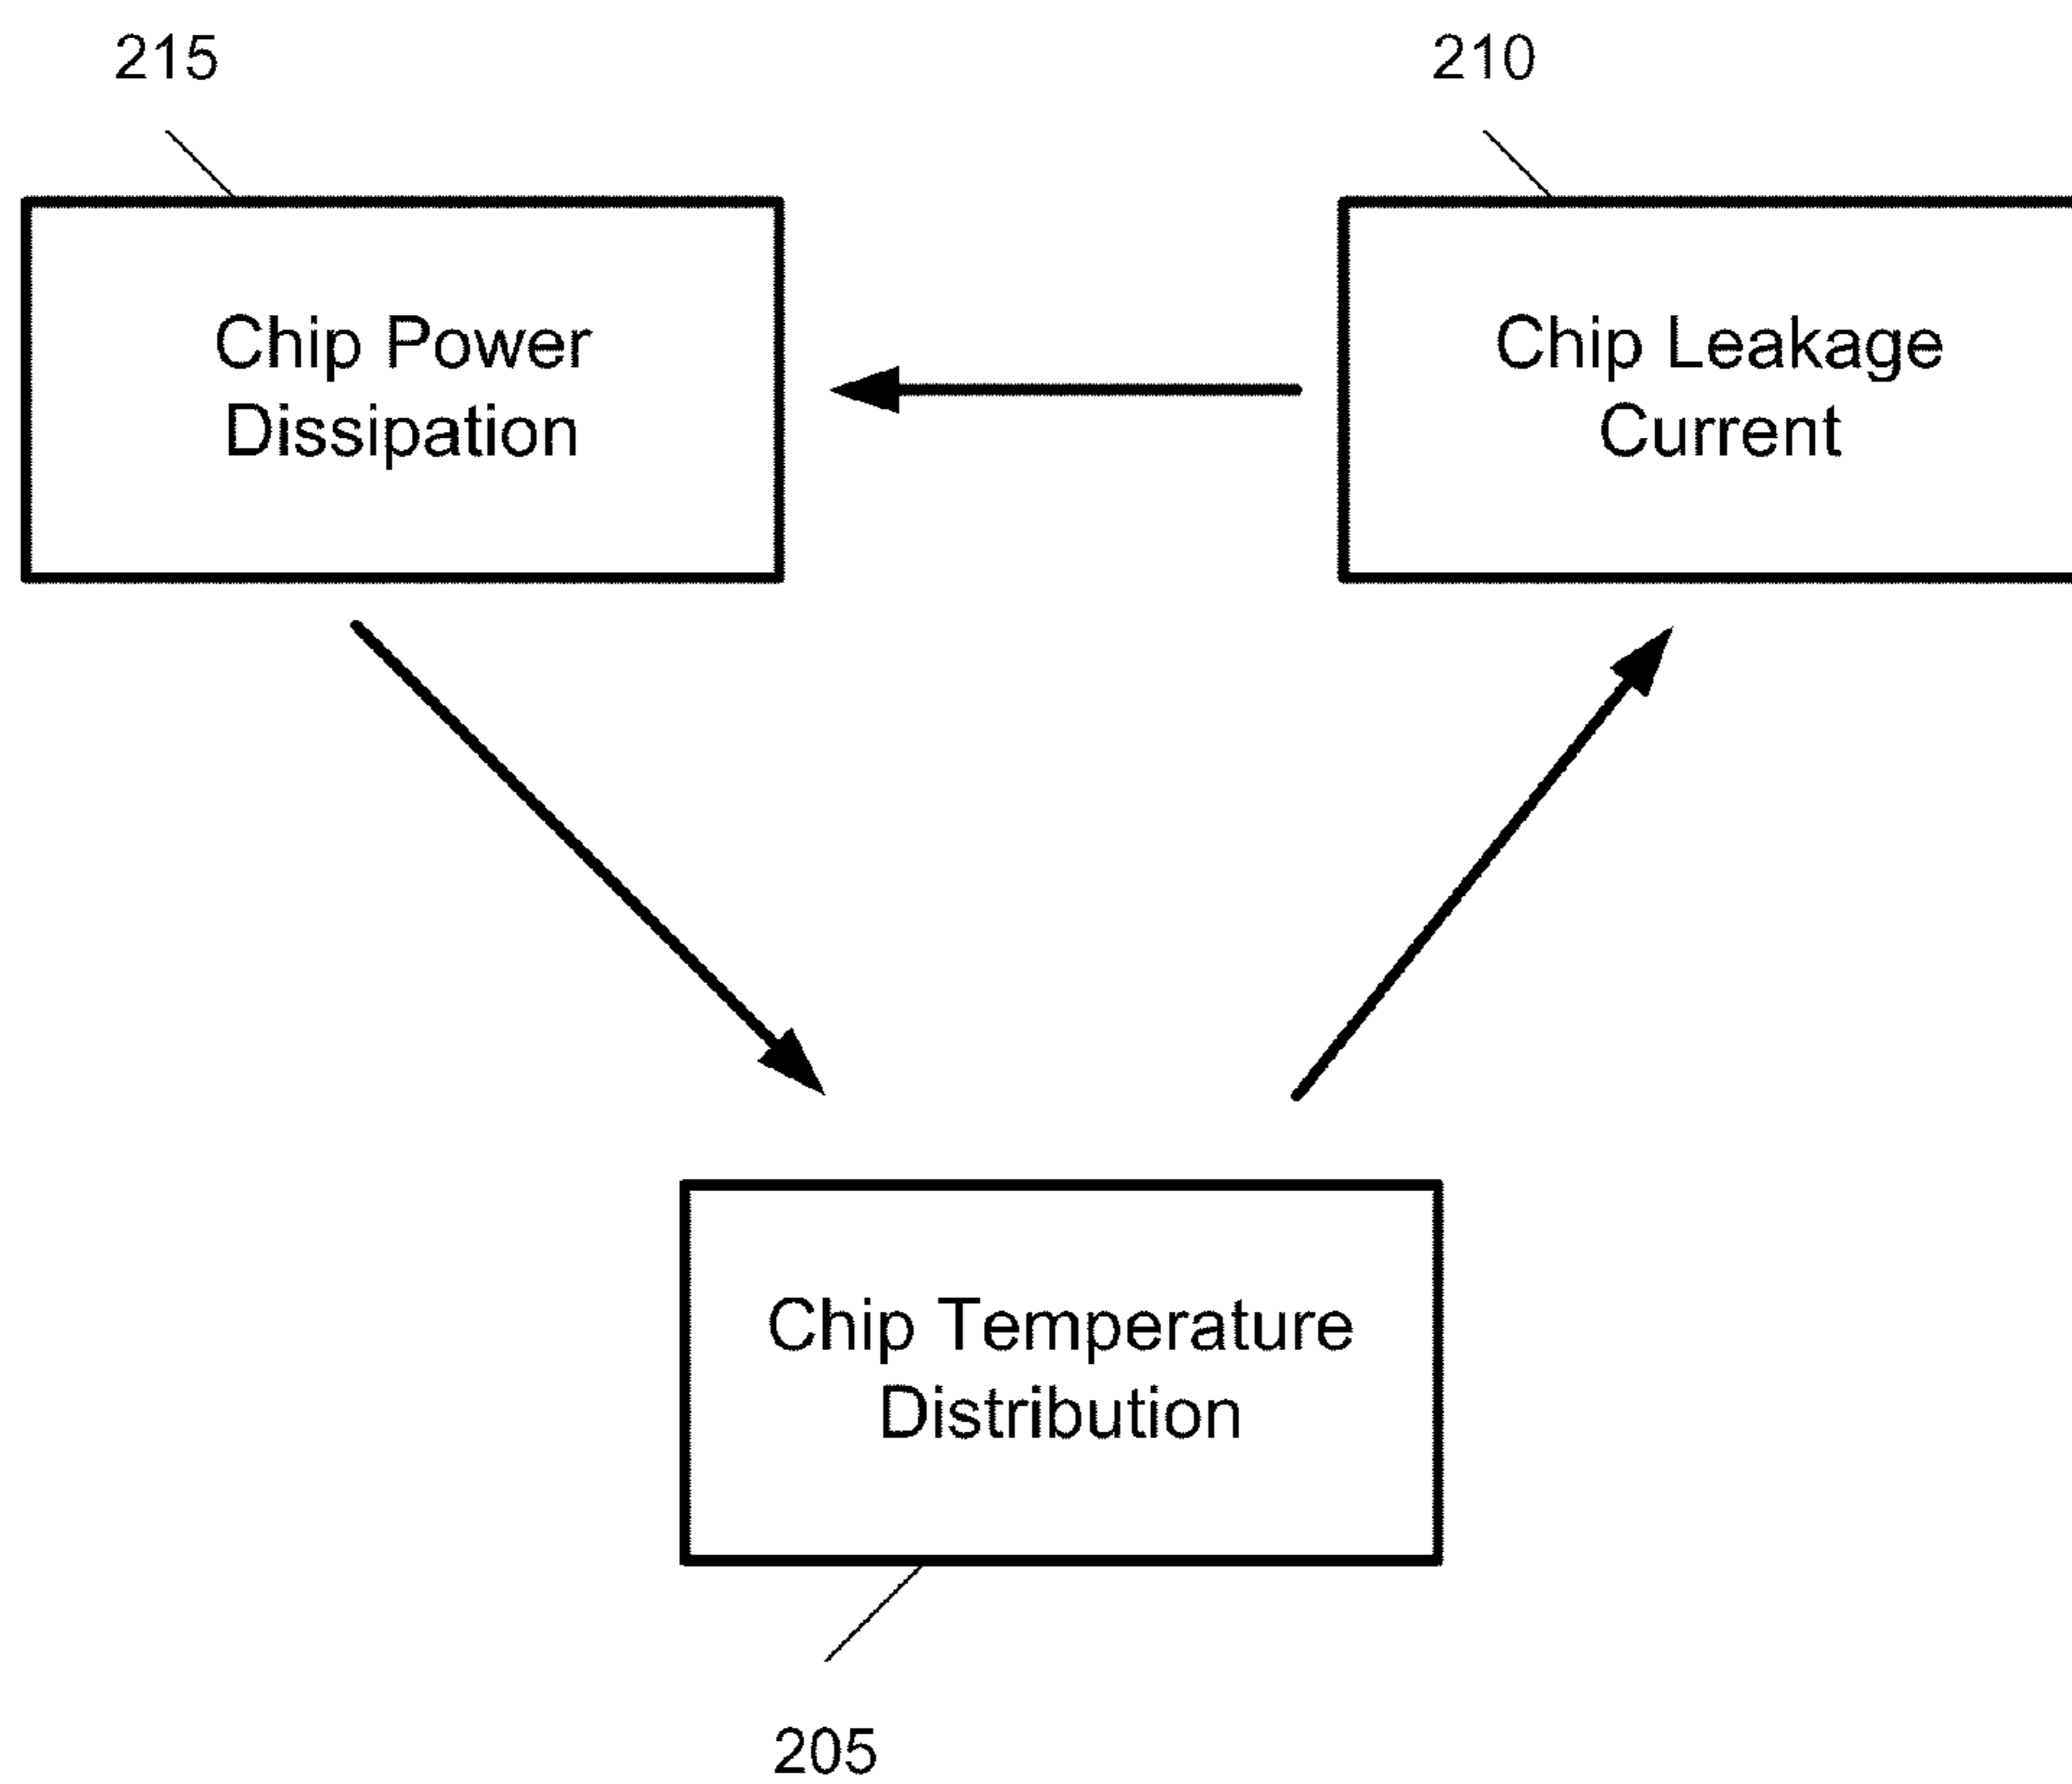 215
210
Chip Power
Dissipation
Chip Leakage
Current
Chip Temperature
Distribution
205